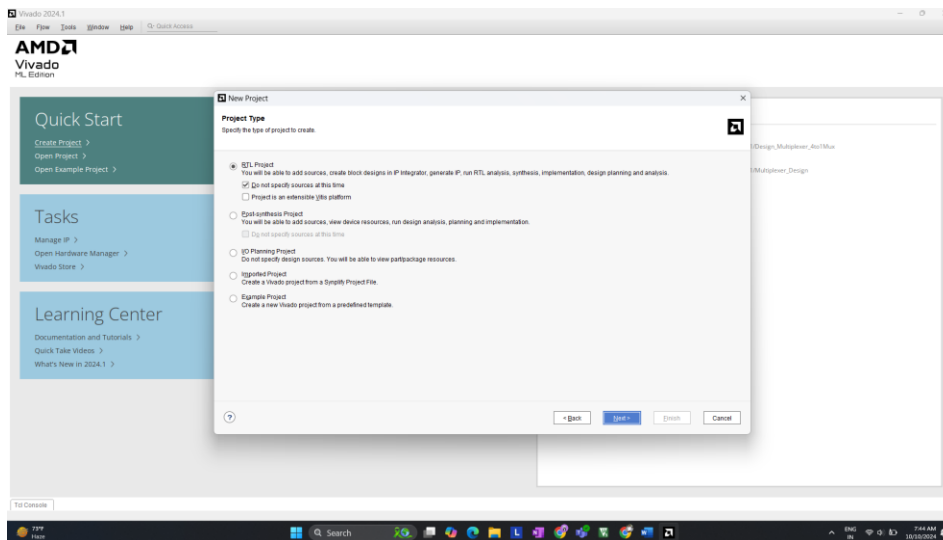 Vivado 2024.1
File Flow Tools Window Help Q- Quick Access
AMD
Vivado
ML Edition
Quick Start
Create Project >
Open Project >
Open Example Project >
Tasks
Manage IP >
Open Hardware Manager >
Vivado Store >
Learning Center
Documentation and Tutorials >
Quick Take Videos >
What's New in 2024.1 >
New Project
Project Type
Specify the type of project to create.
RTL Project
You will be able to add sources, create block designs in IP Integrator, generate IP, run RTL analysis, synthesis, implementation, design planning and analysis.
Do not specify sources at this time
Project is an extensible Vitis platform
Post-synthesis Project
You will be able to add sources, view device resources, run design analysis, planning and implementation.
Do not specify sources at this time
I/O Planning Project
Do not specify design sources. You will be able to view part/package resources.
Imported Project
Create a Vivado project from a Synplify Project File.
Example Project
Create a new Vivado project from a predefined template.
? < Back Next > Finish Cancel
/Design_Multiplexer_4to1Mux
/Multiplexer_Design
Tcl Console
73°F
Haze
Search
ENG
IN
7:44 AM
10/10/2024